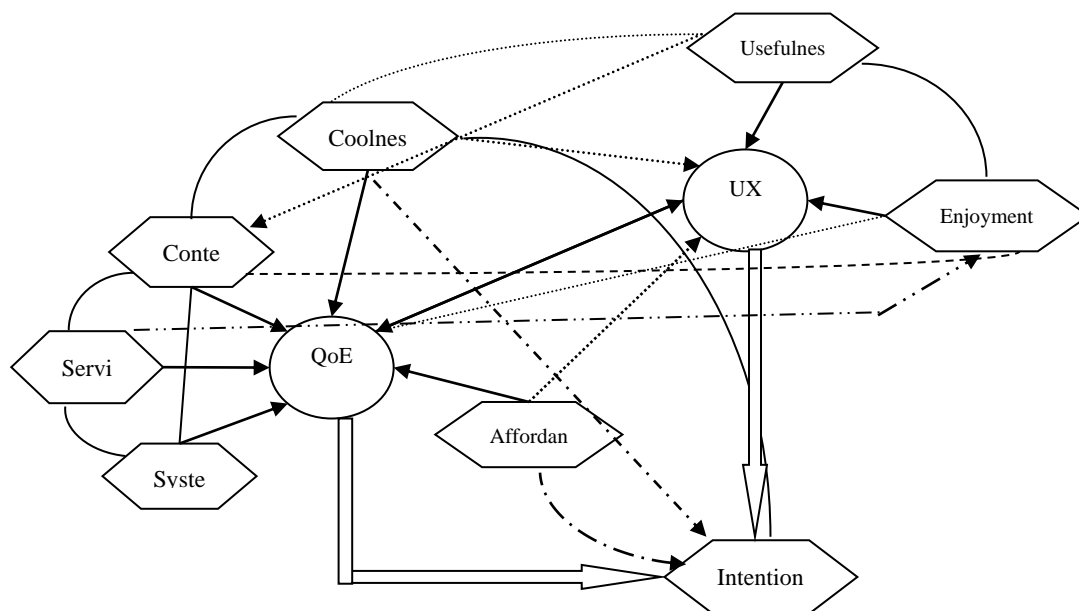 Usefulnes
Coolnes
UX
Enjoyment
Conte
QoE
Servi
Affordan
Syste
Intention